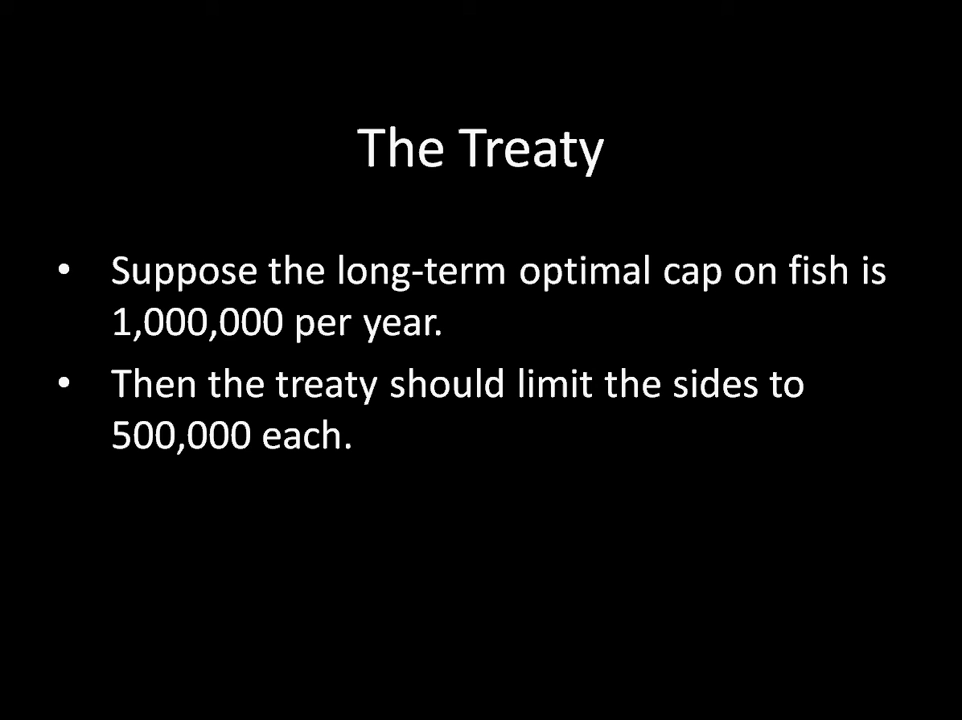 The Treaty
• Suppose the long-term optimal cap on fish is
1,000,000 per year.
• Then the treaty should limit the sides to
500,000 each.